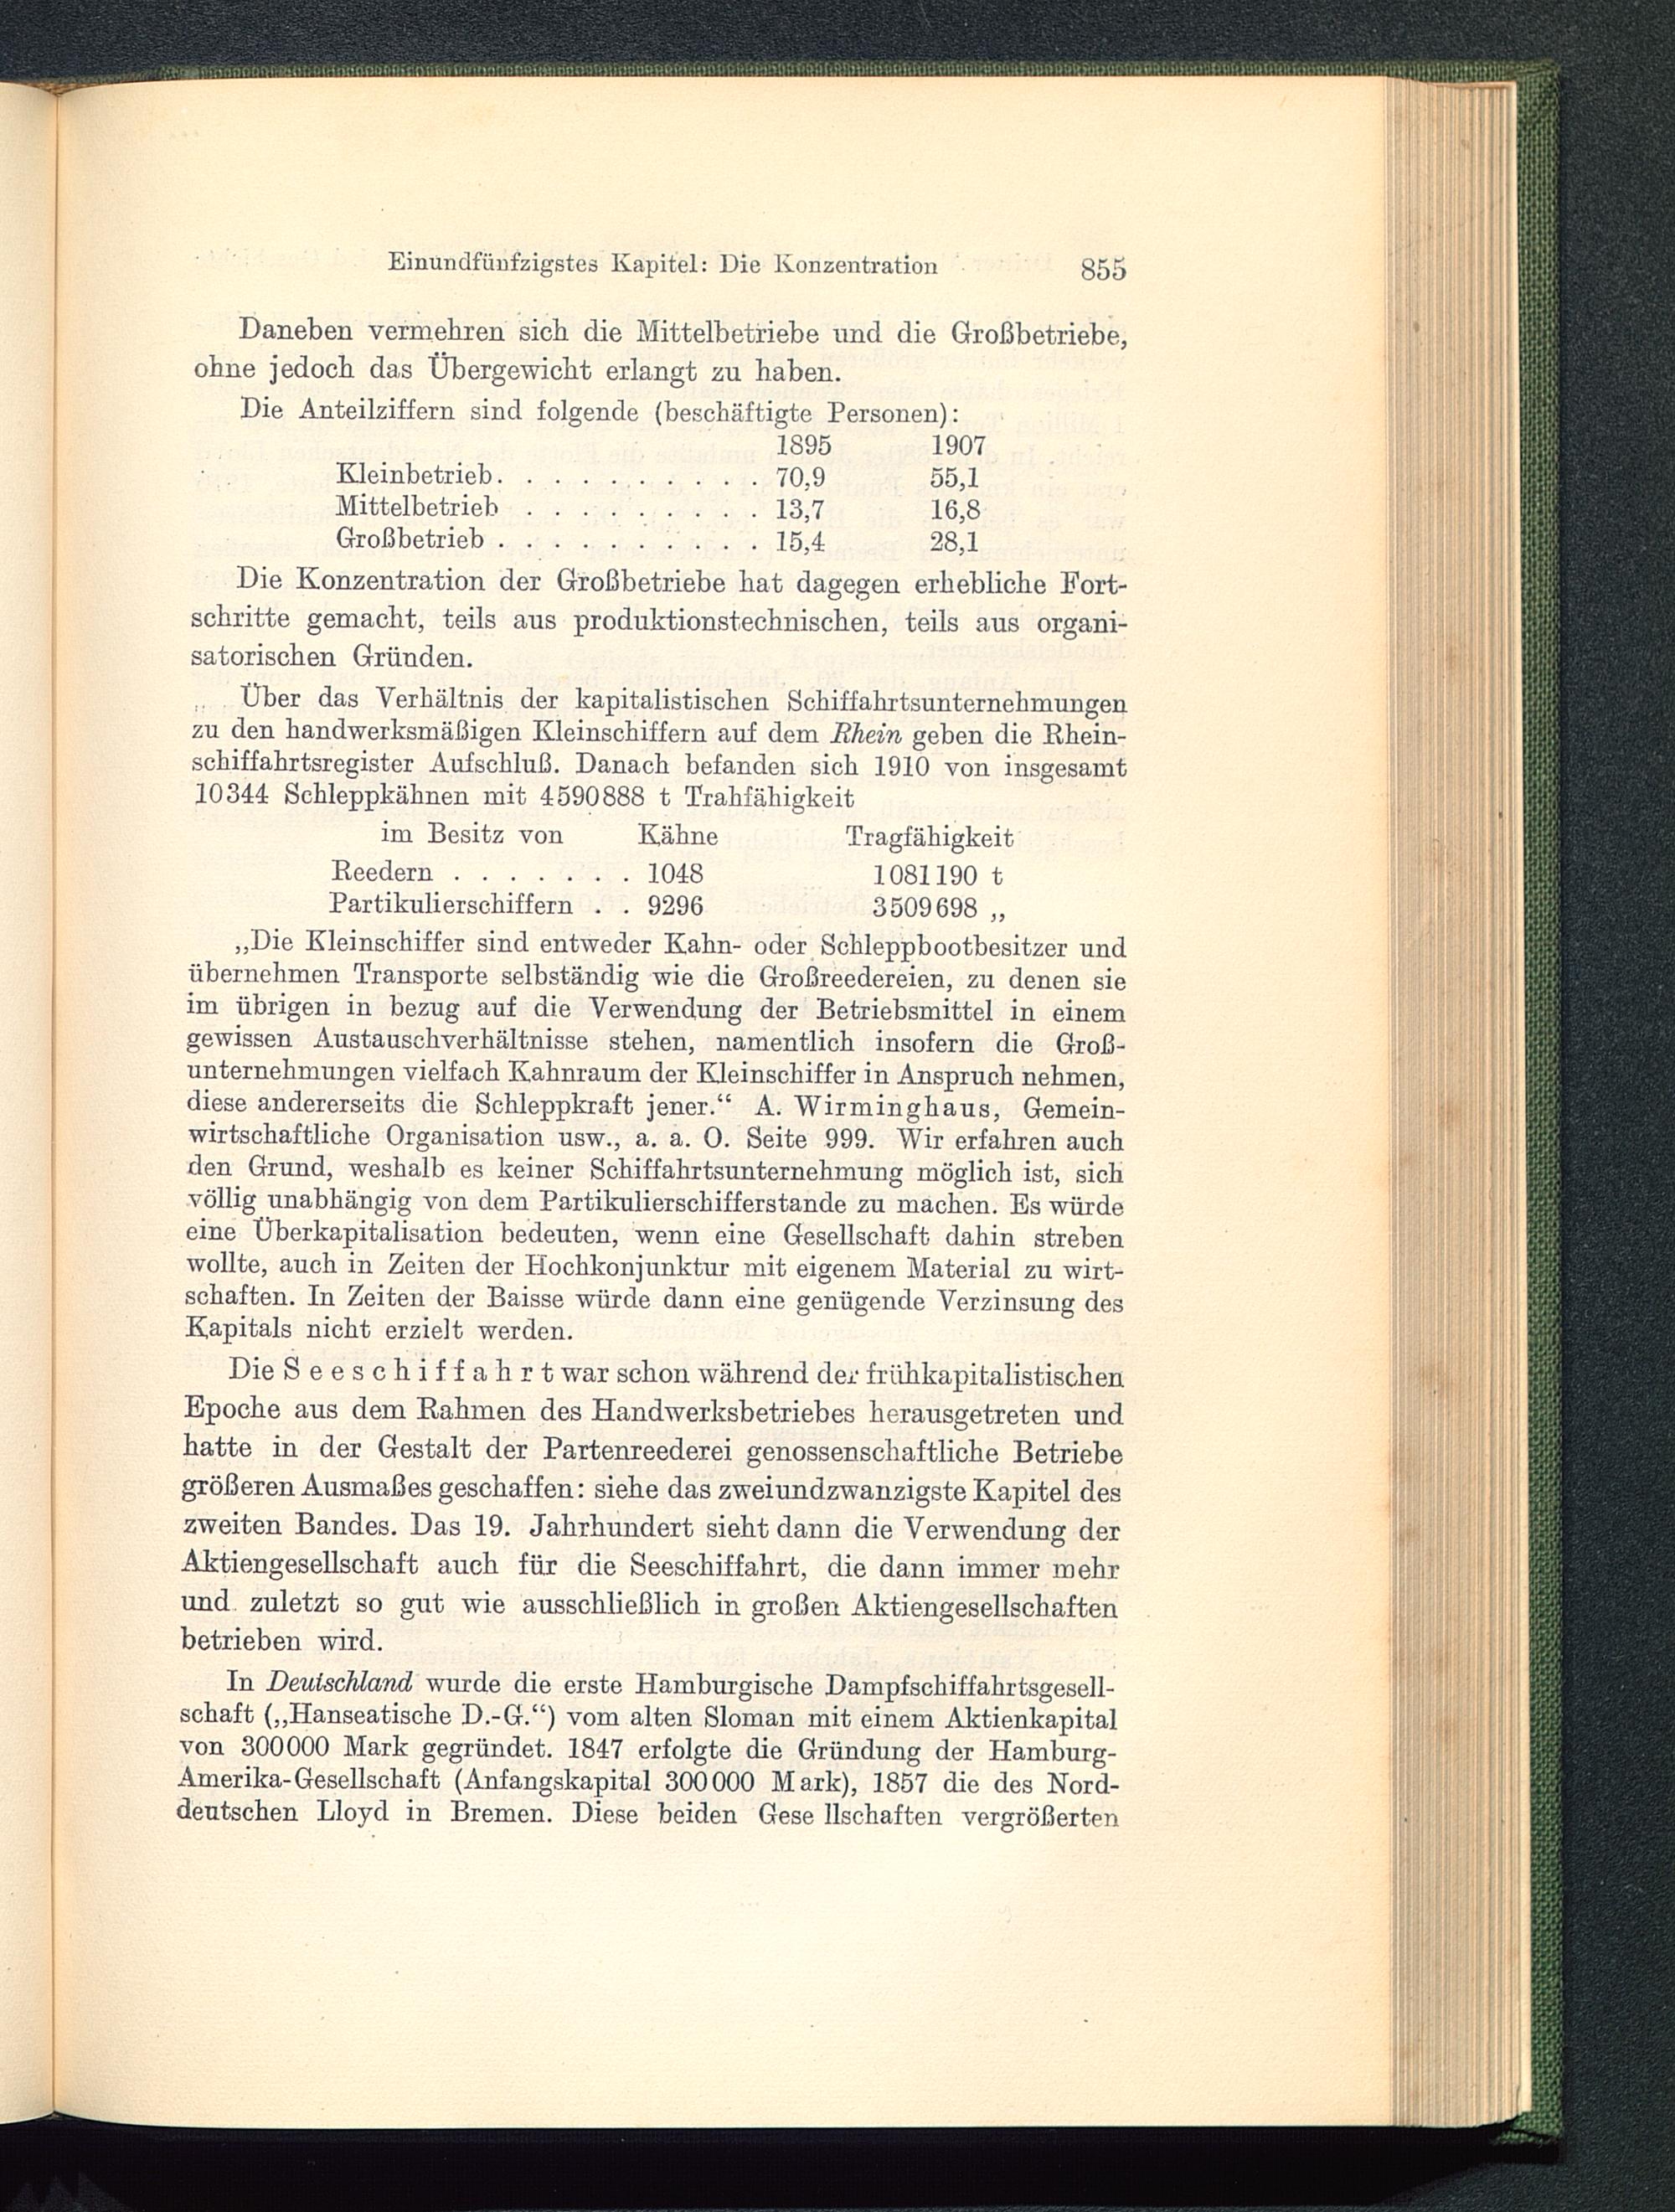 Einundfünfzigstes Kapitel: Die Konzentration 855
Daneben vermehren sich die Mittelbetriebe und die Großbetriebe,
ohne jedoch das Übergewicht erlangt zu haben.
Die Anteilziffern sind folgende (beschäftigte Personen):
1895 1907
Kleinbetrieb. . . . . . . . . . 70,9 55,1
Mittelbetrieb . . . . . . . . . 13,7 16,8
Großbetrieb . . . . . . . . . . 15,4 28,1
Die Konzentration der Großbetriebe hat dagegen erhebliche Fort-
schritte gemacht, teils aus produktionstechnischen, teils aus organi-
satorischen Gründen.
Über das Verhältnis der kapitalistischen Schiffahrtsunternehmungen
zu den handwerksmäßigen Kleinschiffern auf dem Rhein geben die Rhein-
schiffahrtsregister Aufschluß. Danach befanden sich 1910 von insgesamt
10344 Schleppkähnen mit 4590888 t Trahfähigkeit
im Besitz von Kähne Tragfähigkeit
Reedern . . . . . . . 1048 1081190 t
Partikulierschiffern . . 9296 3509698 „
„Die Kleinschiffer sind entweder Kahn- oder Schleppbootbesitzer und
übernehmen Transporte selbständig wie die Großreedereien, zu denen sie
im übrigen in bezug auf die Verwendung der Betriebsmittel in einem
gewissen Austauschverhältnisse stehen, namentlich insofern die Groß-
unternehmungen vielfach Kahnraum der Kleinschiffer in Anspruch nehmen,
diese andererseits die Schleppkraft jener.“ A. Wirminghaus, Gemein-
wirtschaftliche Organisation usw., a. a. O. Seite 999. Wir erfahren auch
den Grund, weshalb es keiner Schiffahrtsunternehmung möglich ist, sich
völlig unabhängig von dem Partikulierschifferstande zu machen. Es würde
eine Überkapitalisation bedeuten, wenn eine Gesellschaft dahin streben
wollte, auch in Zeiten der Hochkonjunktur mit eigenem Material zu wirt-
schaften. In Zeiten der Baisse würde dann eine genügende Verzinsung des
Kapitals nicht erzielt werden.
Die Seeschiffahrt war schon während der frühkapitalistischen
Epoche aus dem Rahmen des Handwerksbetriebes herausgetreten und
hatte in der Gestalt der Partenreederei genossenschaftliche Betriebe
größeren Ausmaßes geschaffen: siehe das zweiundzwanzigste Kapitel des
zweiten Bandes. Das 19. Jahrhundert sieht dann die Verwendung der
Aktiengesellschaft auch für die Seeschiffahrt, die dann immer mehr
und zuletzt so gut wie ausschließlich in großen Aktiengesellschaften
betrieben wird.
In Deutschland wurde die erste Hamburgische Dampfschiffahrtsgesell-
schaft („Hanseatische D.-G.“) vom alten Sloman mit einem Aktienkapital
von 300000 Mark gegründet. 1847 erfolgte die Gründung der Hamburg-
Amerika-Gesellschaft (Anfangskapital 300000 Mark), 1857 die des Nord-
deutschen Lloyd in Bremen. Diese beiden Gese llschaften vergrößerten